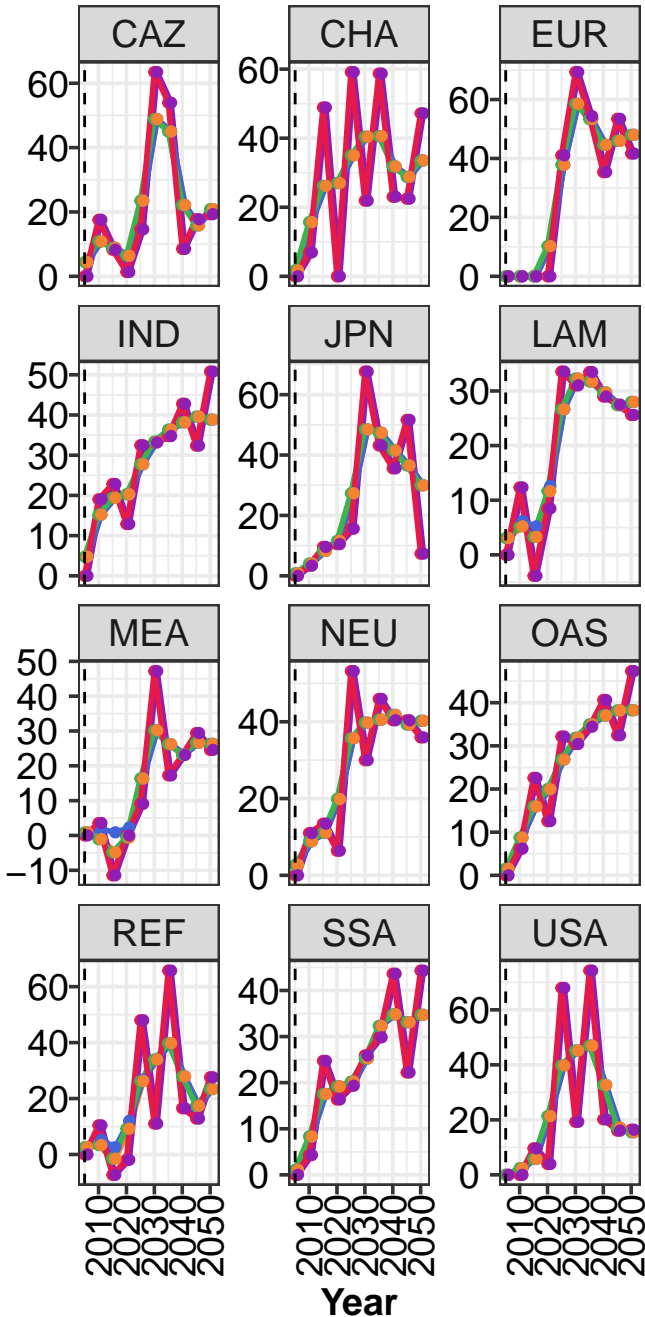 CAZ CHA EUR
60 60 60
40 40 40
20 20 20
0 0 0
IND JPN LAM
50
40 60 30
30 40 20
20 20 10
10
0 0 0
MEA NEU OAS
50
40 40 40
30 30
20 20 20
10 10
0 0 0
−10
REF SSA USA
60 40 60
40 30 40
20 20 20
10
0 0 0
2010 2020 2030 2040 2050 2010 2020 2030 2040 2050 2010 2020 2030 2040 2050
Year